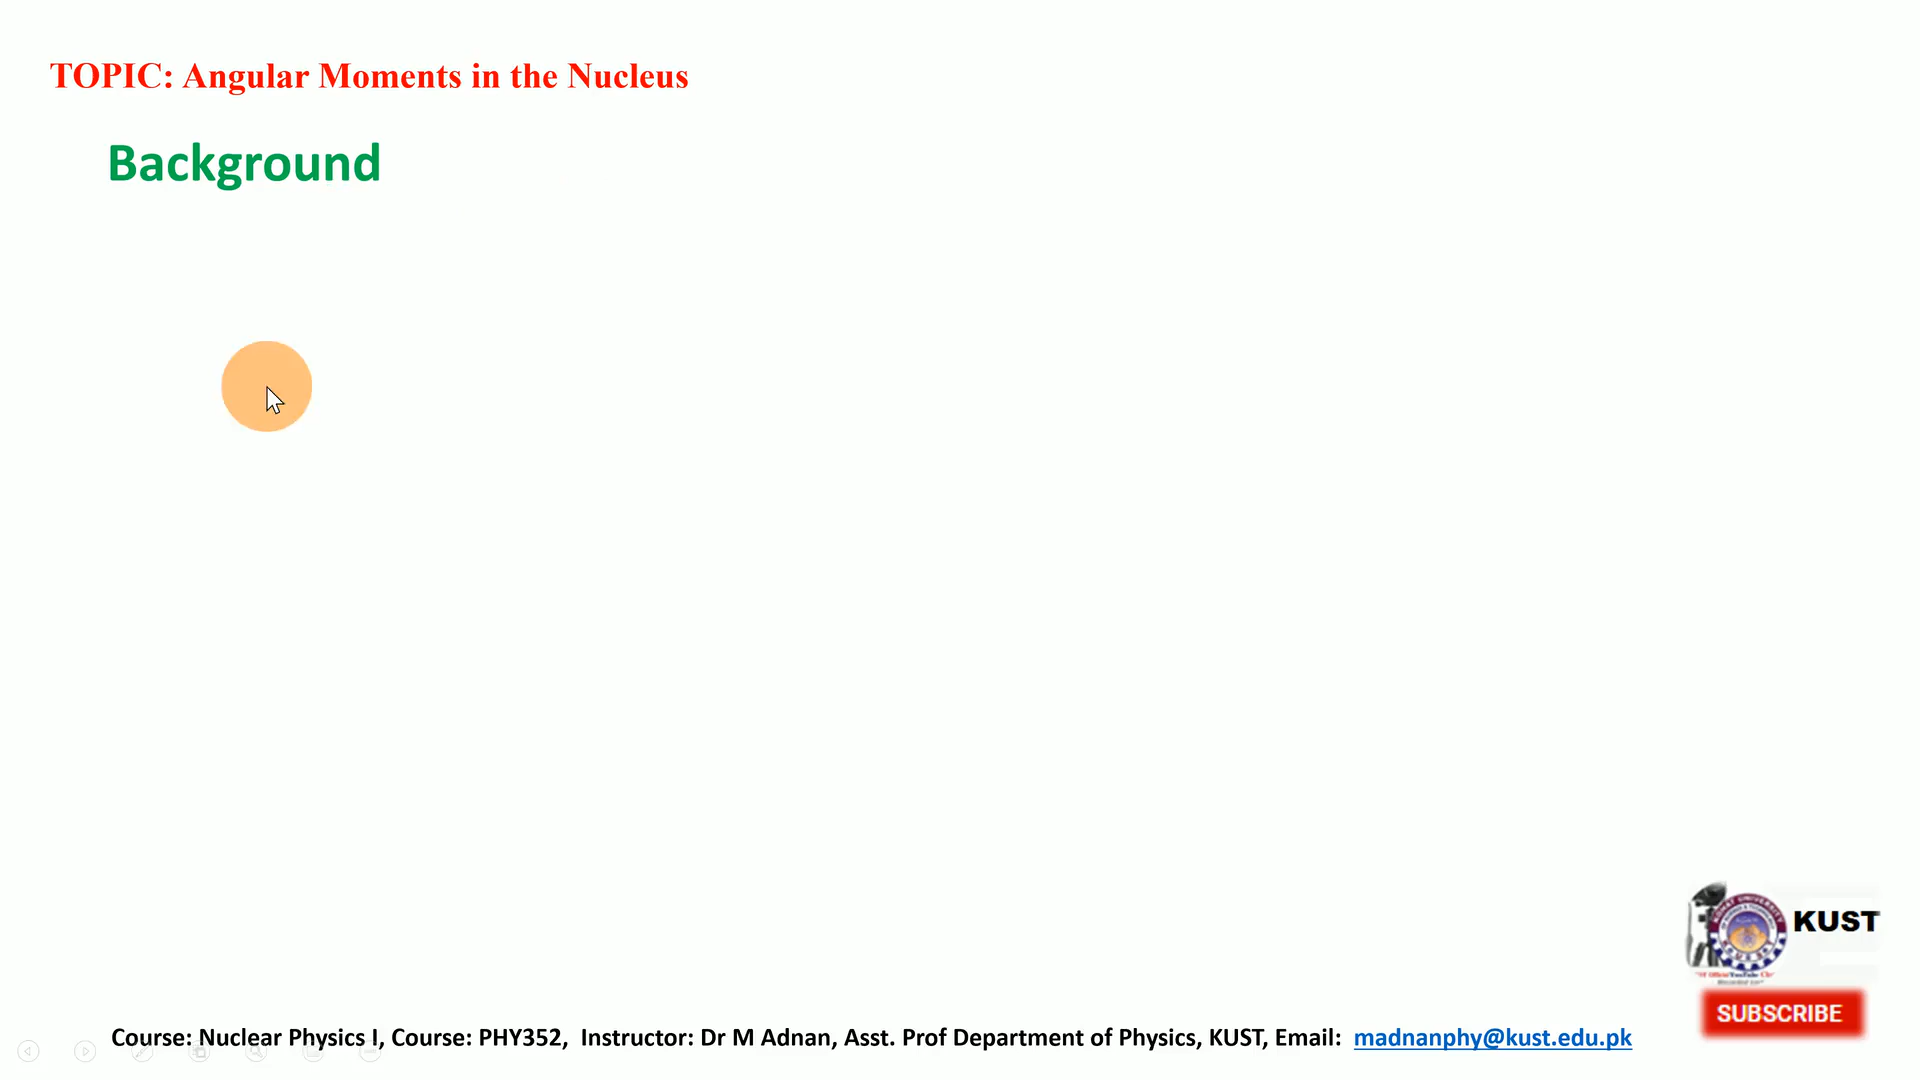 TOPIC: Angular Moments in the Nucleus
Background
KUST
SUBSCRIBE
Course: Nuclear Physics I, Course: PHY352, Instructor: Dr M Adnan, Asst. Prof Department of Physics, KUST, Email: madnanphy@kust.edu.pk